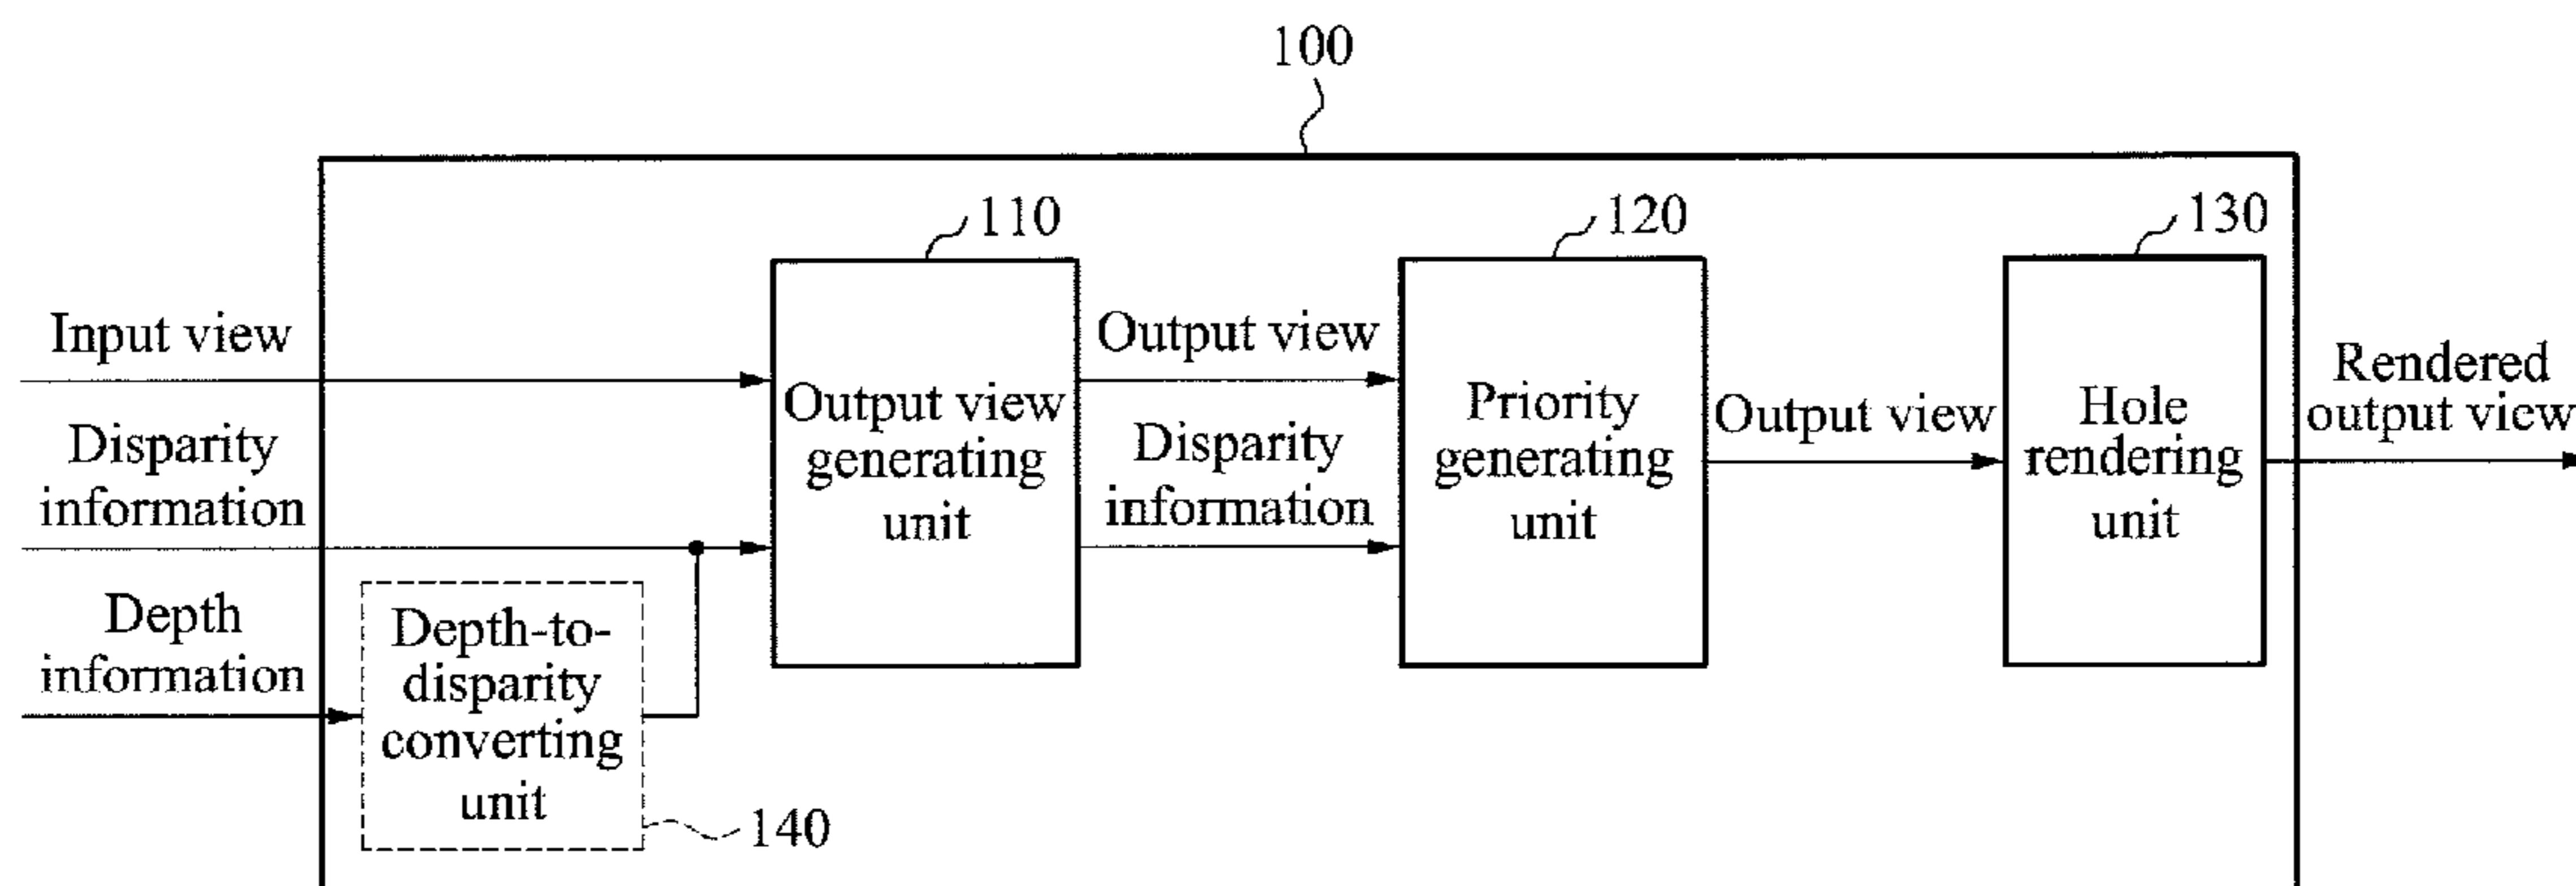 100
110
120
130
Input view
Disparity
information
Depth
information
Depth-to-
disparity
converting
unit
140
Output view
generating
unit
Output view
Disparity
information
Priority
generating
unit
Output view
Hole
rendering
unit
Rendered
output view